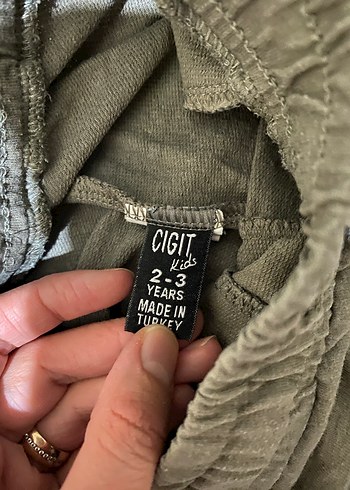 CIGIT
Kids
2-3
YEARS
MADE IN
TURKEY